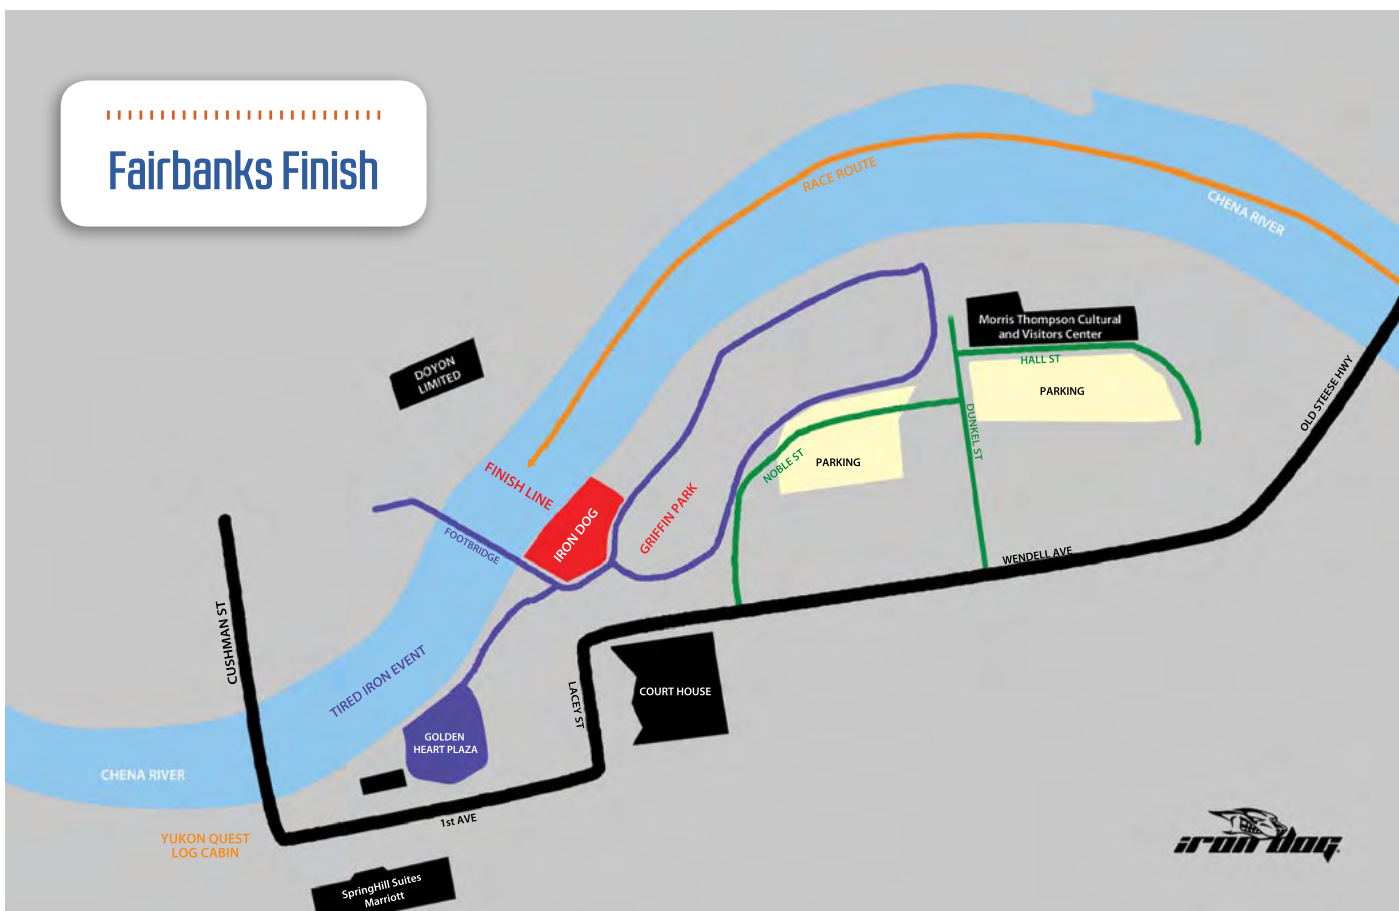 Fairbanks Finish
RACE ROUTE
CHENA RIVER
Morris Thompson Cultural
and Visitors Center
HALL ST
PARKING
DOYON
LIMITED
OLD STEESE HWY
DUNKEL ST
NOBLE ST
PARKING
FINISH LINE
IRON DOG
GRIFFIN PARK
FOOTBRIDGE
WENDELL AVE
CUSHMAN ST
TIRED IRON EVENT
LACEY ST
COURT HOUSE
GOLDEN
HEART PLAZA
CHENA RIVER
1st AVE
YUKON QUEST
LOG CABIN
SpringHill Suites
Marriott
iron dog